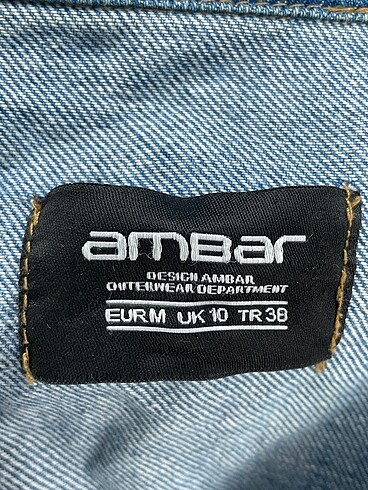 ambar
DESIGN AMBAR
OUTERWEAR DEPARTMENT
EUR M UK 10 TR 38